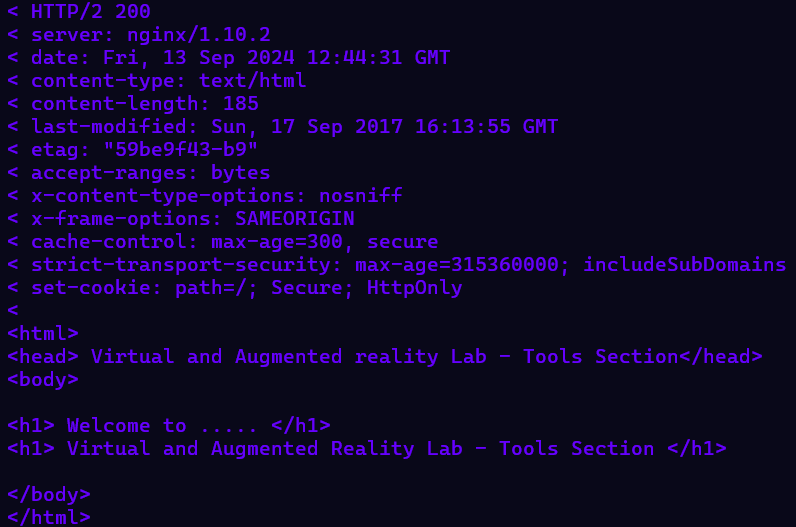 < HTTP/2 200
< server: nginx/1.10.2
< date: Fri, 13 Sep 2024 12:44:31 GMT
< content-type: text/html
< content-length: 185
< last-modified: Sun, 17 Sep 2017 16:13:55 GMT
< etag: "59be9f43-b9"
< accept-ranges: bytes
< x-content-type-options: nosniff
< x-frame-options: SAMEORIGIN
< cache-control: max-age=300, secure
< strict-transport-security: max-age=315360000; includeSubDomains
< set-cookie: path=/; Secure; HttpOnly
<
<html>
<head> Virtual and Augmented reality Lab - Tools Section</head>
<body>
<h1> Welcome to ..... </h1>
<h1> Virtual and Augmented Reality Lab - Tools Section </h1>
</body>
</html>